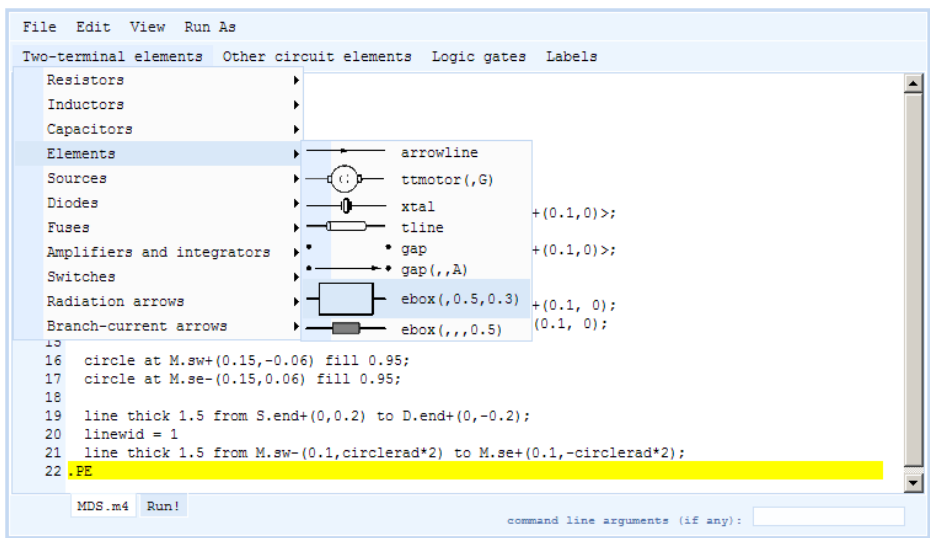 File Edit View Run As
Two-terminal elements Other circuit elements Logic gates Labels
Resistors
Inductors
Capacitors
Elements
Sources
Diodes
Fuses
Amplifiers and integrators
Switches
Radiation arrows
Branch-current arrows
arrowline
ttmotor(,G)
xtal
tline
gap
gap(,,A)
ebox(,0.5,0.3)
ebox(,,,0.5)
+(0.1,0)>;
+(0.1,0)>;
+(0.1, 0);
(0.1, 0);
15
16 circle at M.sw+(0.15,-0.06) fill 0.95;
17 circle at M.se-(0.15,0.06) fill 0.95;
18
19 line thick 1.5 from S.end+(0,0.2) to D.end+(0,-0.2);
20 linewid = 1
21 line thick 1.5 from M.sw-(0.1,circlerad*2) to M.se+(0.1,-circlerad*2);
22 .PE
MDS.m4 Run!
command line arguments (if any):